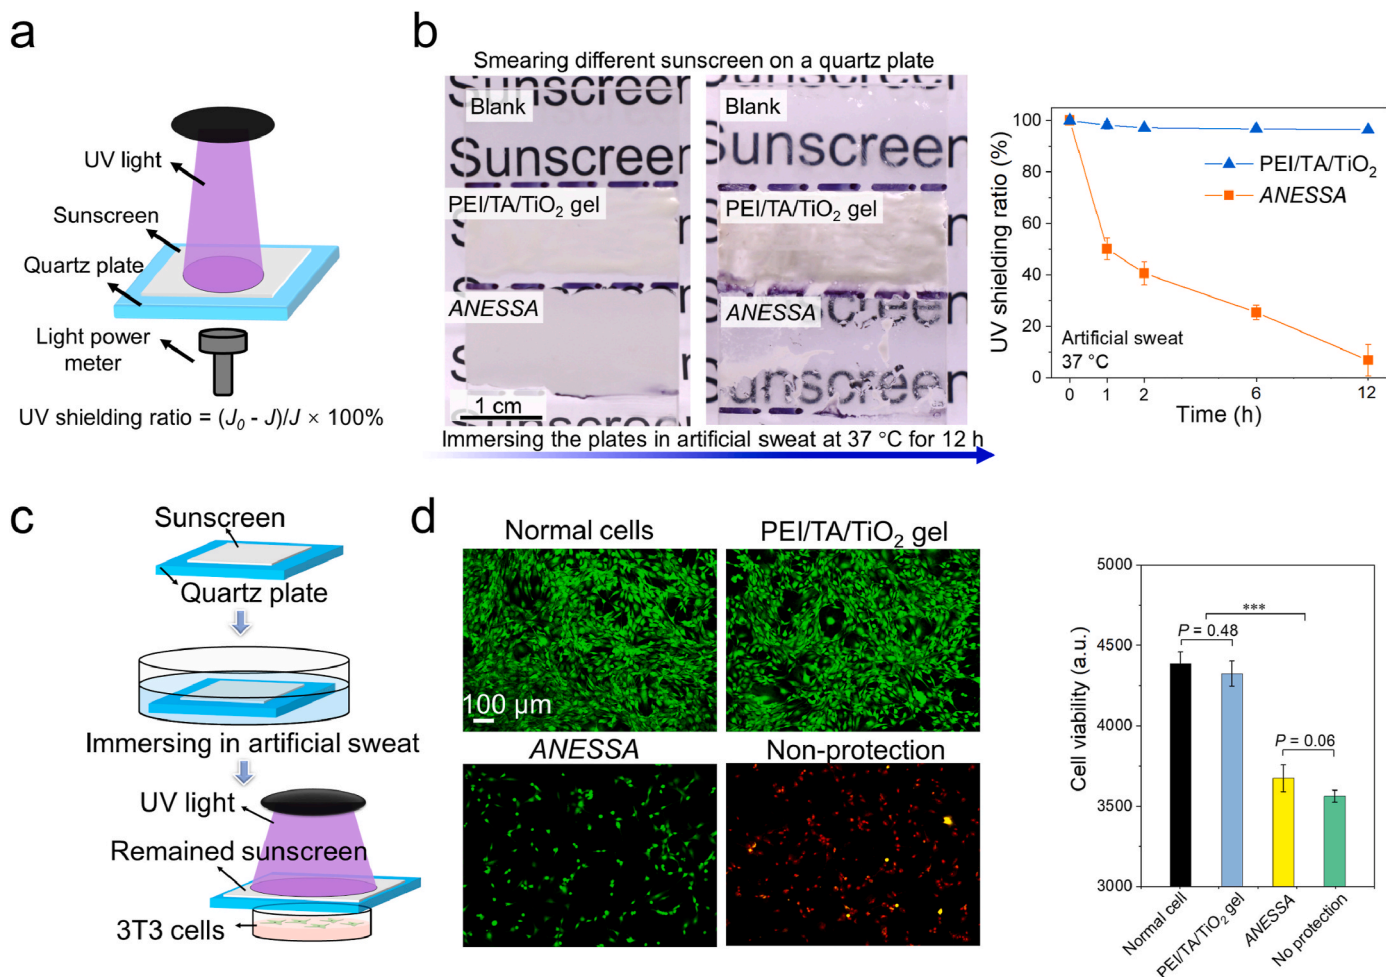 a
UV light
Sunscreen
Quartz plate
Light power
meter
UV shielding ratio = (J₀ - J)/J × 100%
b
Smearing different sunscreen on a quartz plate
Sunscreen
Blank
Sunscreen
PEI/TA/TiO₂ gel
ANESSA
1 cm
Sunscreen
Blank
Sunscreen
PEI/TA/TiO₂ gel
ANESSA
Sunscreen
Immersing the plates in artificial sweat at 37 °C for 12 h
UV shielding ratio (%)
100
80
60
40
20
0
PEI/TA/TiO₂
ANESSA
Artificial sweat
37 °C
0 1 2 6 12
Time (h)
c
Sunscreen
Quartz plate
Immersing in artificial sweat
UV light
Remained sunscreen
3T3 cells
d
Normal cells
PEI/TA/TiO₂ gel
100 µm
ANESSA
Non-protection
Cell viability (a.u.)
5000
4500
4000
3500
3000
***
P = 0.48
P = 0.06
Normal cell
PEI/TA/TiO₂ gel
ANESSA
No protection